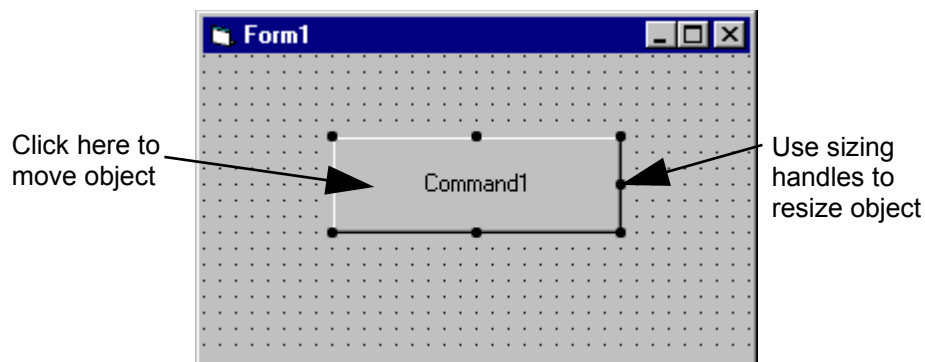 Form1
Click here to
move object
Command1
Use sizing
handles to
resize object